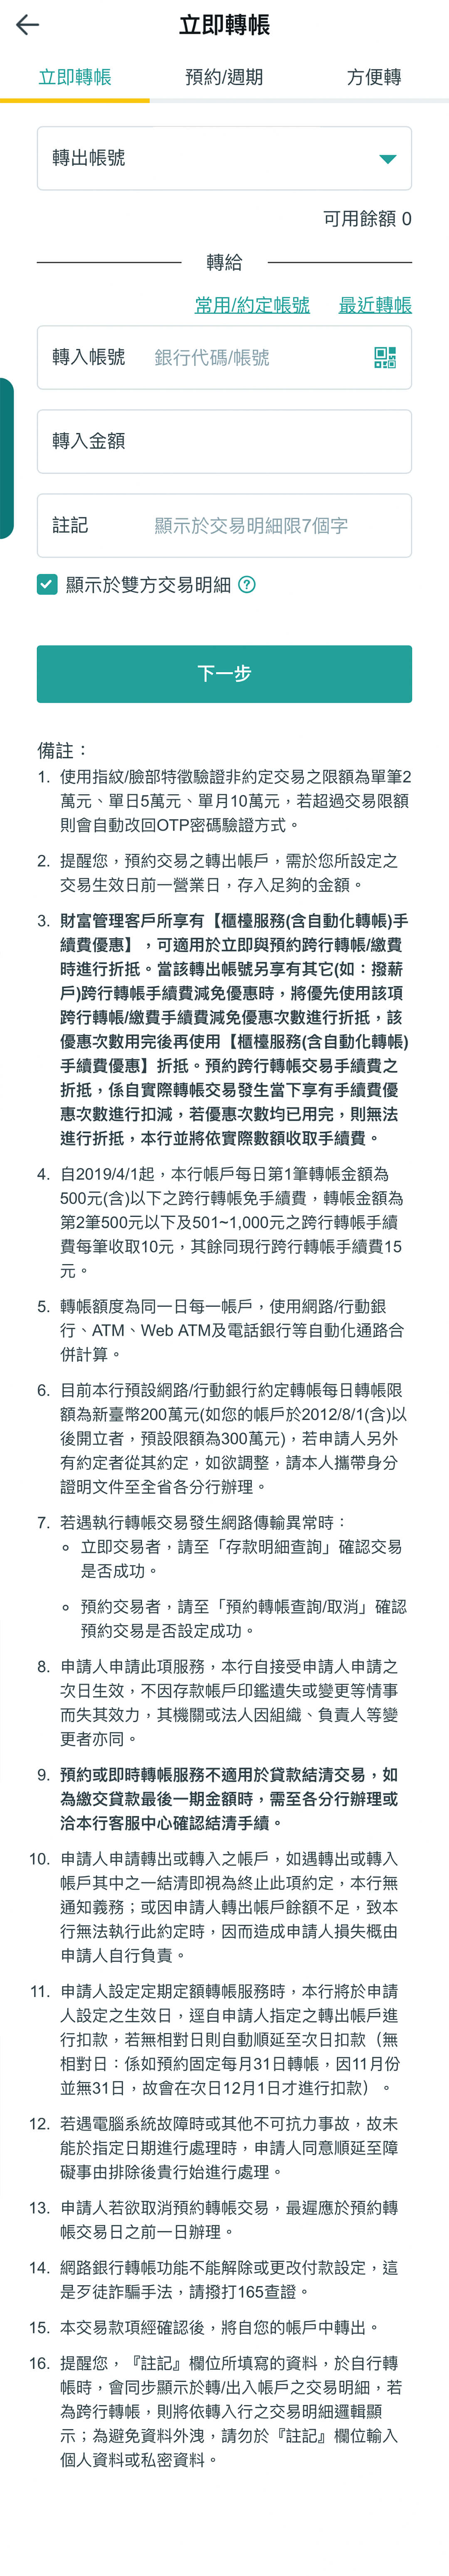 立即轉帳
立即轉帳
預約/週期
方便轉
轉出帳號
可用餘額 0
轉給
常用/約定帳號
最近轉帳
轉入帳號 銀行代碼/帳號
轉入金額
註記 顯示於交易明細限7個字
顯示於雙方交易明細 ?
下一步
備註：
1. 使用指紋/臉部特徵驗證非約定交易之限額為單筆2
萬元、單日5萬元、單月10萬元，若超過交易限額
則會自動改回OTP密碼驗證方式。
2. 提醒您，預約交易之轉出帳戶，需於您所設定之
交易生效日前一營業日，存入足夠的金額。
3. 財富管理客戶所享有【櫃檯服務(含自動化轉帳)手
續費優惠】，可適用於立即與預約跨行轉帳/繳費
時進行折抵。當該轉出帳號另享有其它(如：撥薪
戶)跨行轉帳手續費減免優惠時，將優先使用該項
跨行轉帳/繳費手續費減免優惠次數進行折抵，該
優惠次數用完後再使用【櫃檯服務(含自動化轉帳)
手續費優惠】折抵。預約跨行轉帳交易手續費之
折抵，係自實際轉帳交易發生當下享有手續費優
惠次數進行扣減，若優惠次數均已用完，則無法
進行折抵，本行並將依實際數額收取手續費。
4. 自2019/4/1起，本行帳戶每日第1筆轉帳金額為
500元(含)以下之跨行轉帳免手續費，轉帳金額為
第2筆500元以下及501~1,000元之跨行轉帳手續
費每筆收取10元，其餘同現行跨行轉帳手續費15
元。
5. 轉帳額度為同一日每一帳戶，使用網路/行動銀
行、ATM、Web ATM及電話銀行等自動化通路合
併計算。
6. 目前本行預設網路/行動銀行約定轉帳每日轉帳限
額為新臺幣200萬元(如您的帳戶於2012/8/1(含)以
後開立者，預設限額為300萬元)，若申請人另外
有約定者從其約定，如欲調整，請本人攜帶身分
證明文件至全省各分行辦理。
7. 若遇執行轉帳交易發生網路傳輸異常時：
立即交易者，請至「存款明細查詢」確認交易
是否成功。
預約交易者，請至「預約轉帳查詢/取消」確認
預約交易是否設定成功。
8. 申請人申請此項服務，本行自接受申請人申請之
次日生效，不因存款帳戶印鑑遺失或變更等情事
而失其效力，其機關或法人因組織、負責人等變
更者亦同。
9. 預約或即時轉帳服務不適用於貸款結清交易，如
為繳交貸款最後一期金額時，需至各分行辦理或
洽本行客服中心確認結清手續。
10. 申請人申請轉出或轉入之帳戶，如遇轉出或轉入
帳戶其中之一結清即視為終止此項約定，本行無
通知義務；或因申請人轉出帳戶餘額不足，致本
行無法執行此約定時，因而造成申請人損失概由
申請人自行負責。
11. 申請人設定定期定額轉帳服務時，本行將於申請
人設定之生效日，逕自申請人指定之轉出帳戶進
行扣款，若無相對日則自動順延至次日扣款（無
相對日：係如預約固定每月31日轉帳，因11月份
並無31日，故會在次日12月1日才進行扣款）。
12. 若遇電腦系統故障時或其他不可抗力事故，故未
能於指定日期進行處理時，申請人同意順延至障
礙事由排除後貴行始進行處理。
13. 申請人若欲取消預約轉帳交易，最遲應於預約轉
帳交易日之前一日辦理。
14. 網路銀行轉帳功能不能解除或更改付款設定，這
是歹徒詐騙手法，請撥打165查證。
15. 本交易款項經確認後，將自您的帳戶中轉出。
16. 提醒您，『註記』欄位所填寫的資料，於自行轉
帳時，會同步顯示於轉/出入帳戶之交易明細，若
為跨行轉帳，則將依轉入行之交易明細邏輯顯
示；為避免資料外洩，請勿於『註記』欄位輸入
個人資料或私密資料。